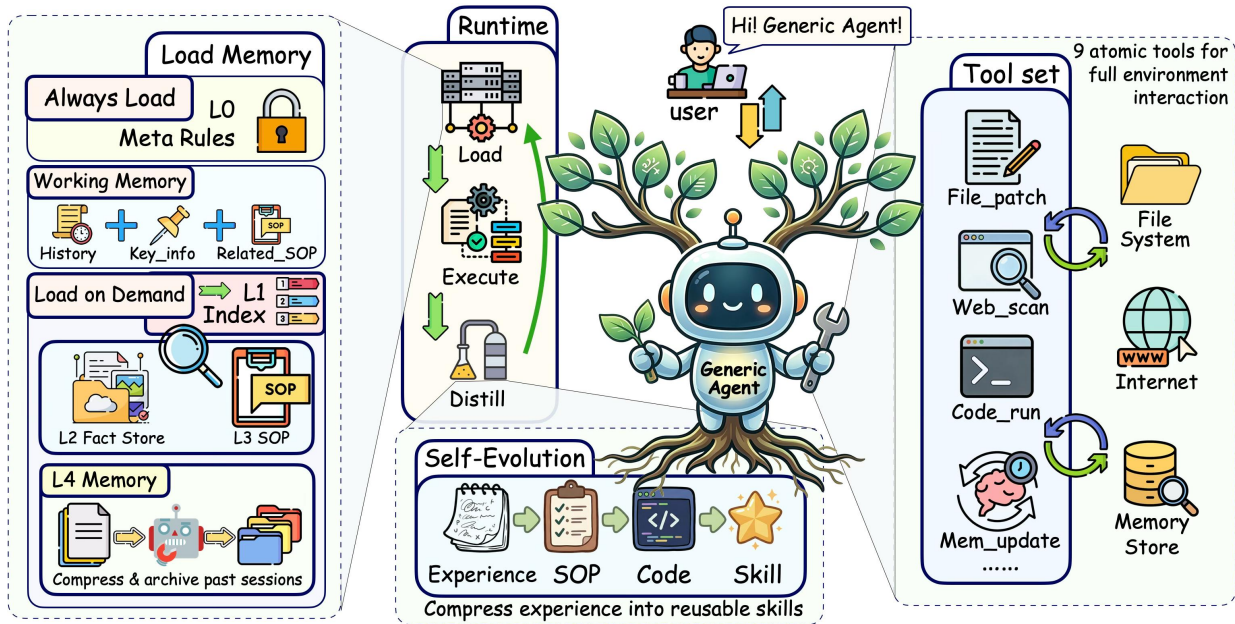 Load Memory
Always Load
L0
Meta Rules
Working Memory
History
Key_info
SOP
Related_SOP
Load on Demand
L1
Index
1
2
3
L2 Fact Store
SOP
L3 SOP
L4 Memory
Compress & archive past sessions
Runtime
Load
Execute
Distill
Hi! Generic Agent!
user
Generic
Agent
Self-Evolution
Experience
SOP
</>
Code
Skill
Compress experience into reusable skills
Tool set
9 atomic tools for
full environment
interaction
File_patch
Web_scan
>_
Code_run
Mem_update
......
File
System
WWW
Internet
Memory
Store